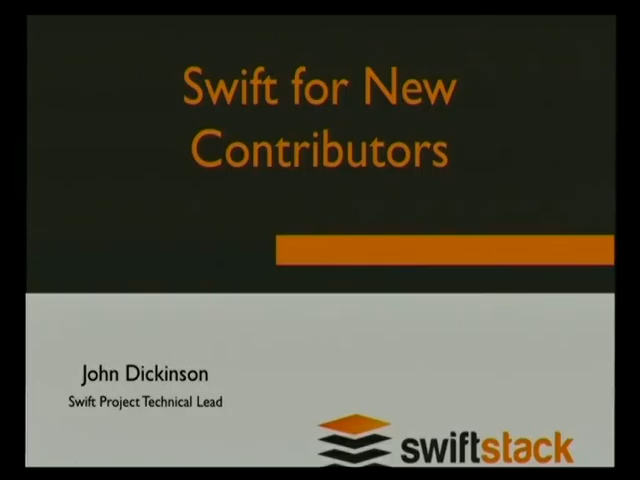 Swift for New
Contributors
John Dickinson
Swift Project Technical Lead
swiftstack